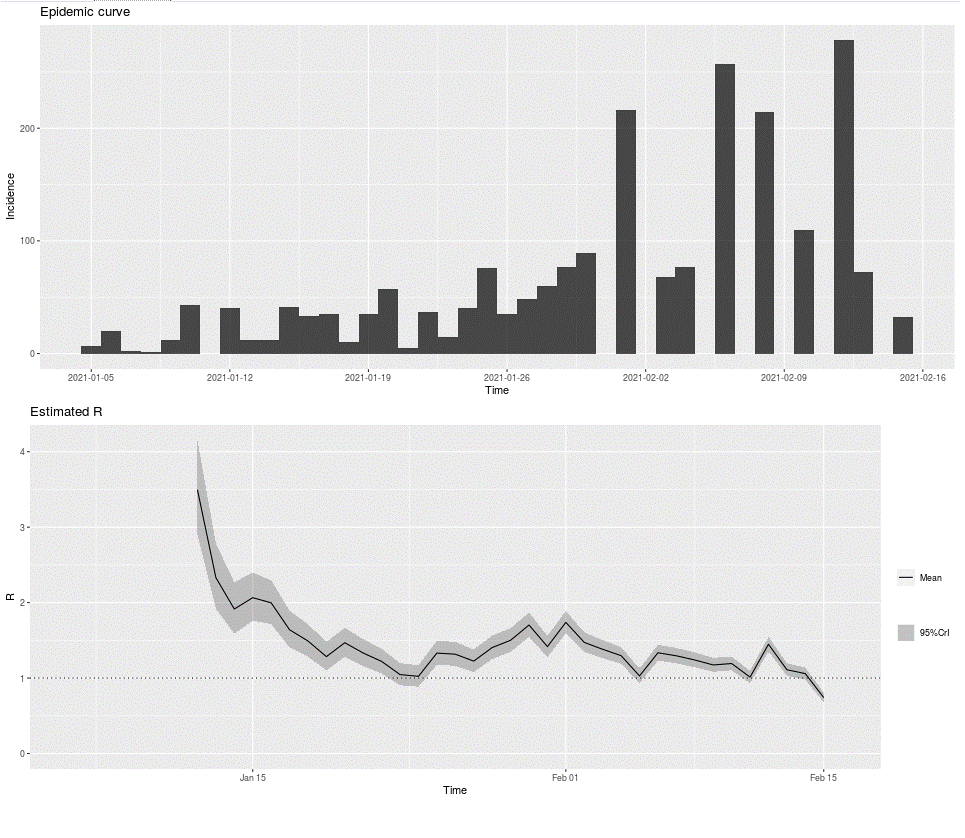 Epidemic curve
Incidence
200
100
0
2021-01-05 2021-01-12 2021-01-19 2021-01-26 2021-02-02 2021-02-09 2021-02-16
Time
Estimated R
R
4
3
2
1
0
Jan 15 Feb 01 Feb 15
Time
Mean
95%CrI